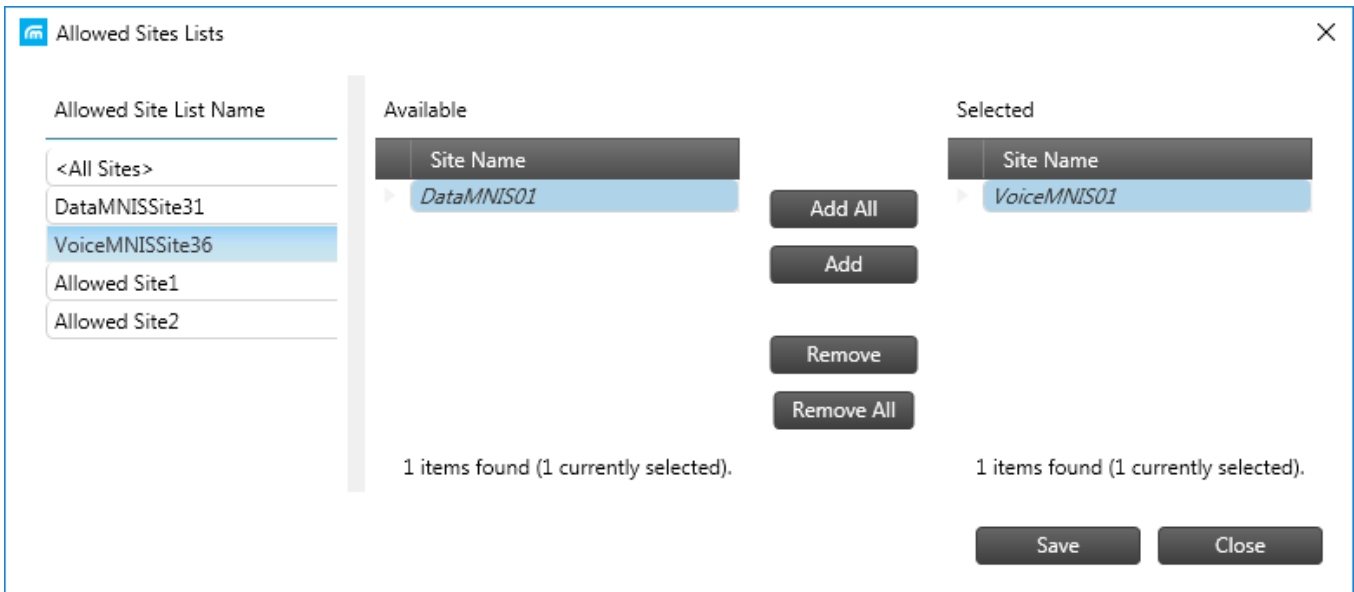 Allowed Sites Lists
Allowed Site List Name
<All Sites>
DataMNISSite31
VoiceMNISSite36
Allowed Site1
Allowed Site2
Available
Site Name
DataMNIS01
1 items found (1 currently selected).
Add All
Add
Remove
Remove All
Selected
Site Name
VoiceMNIS01
1 items found (1 currently selected).
Save
Close